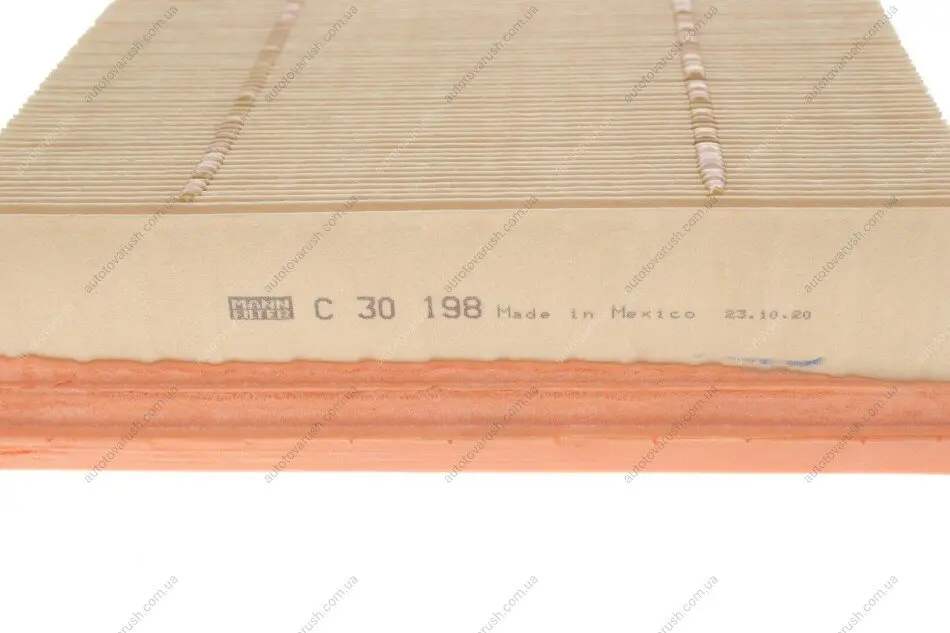 MANN FILTER C 30 198 Made in Mexico 23.10.20
autotovarush.com.ua